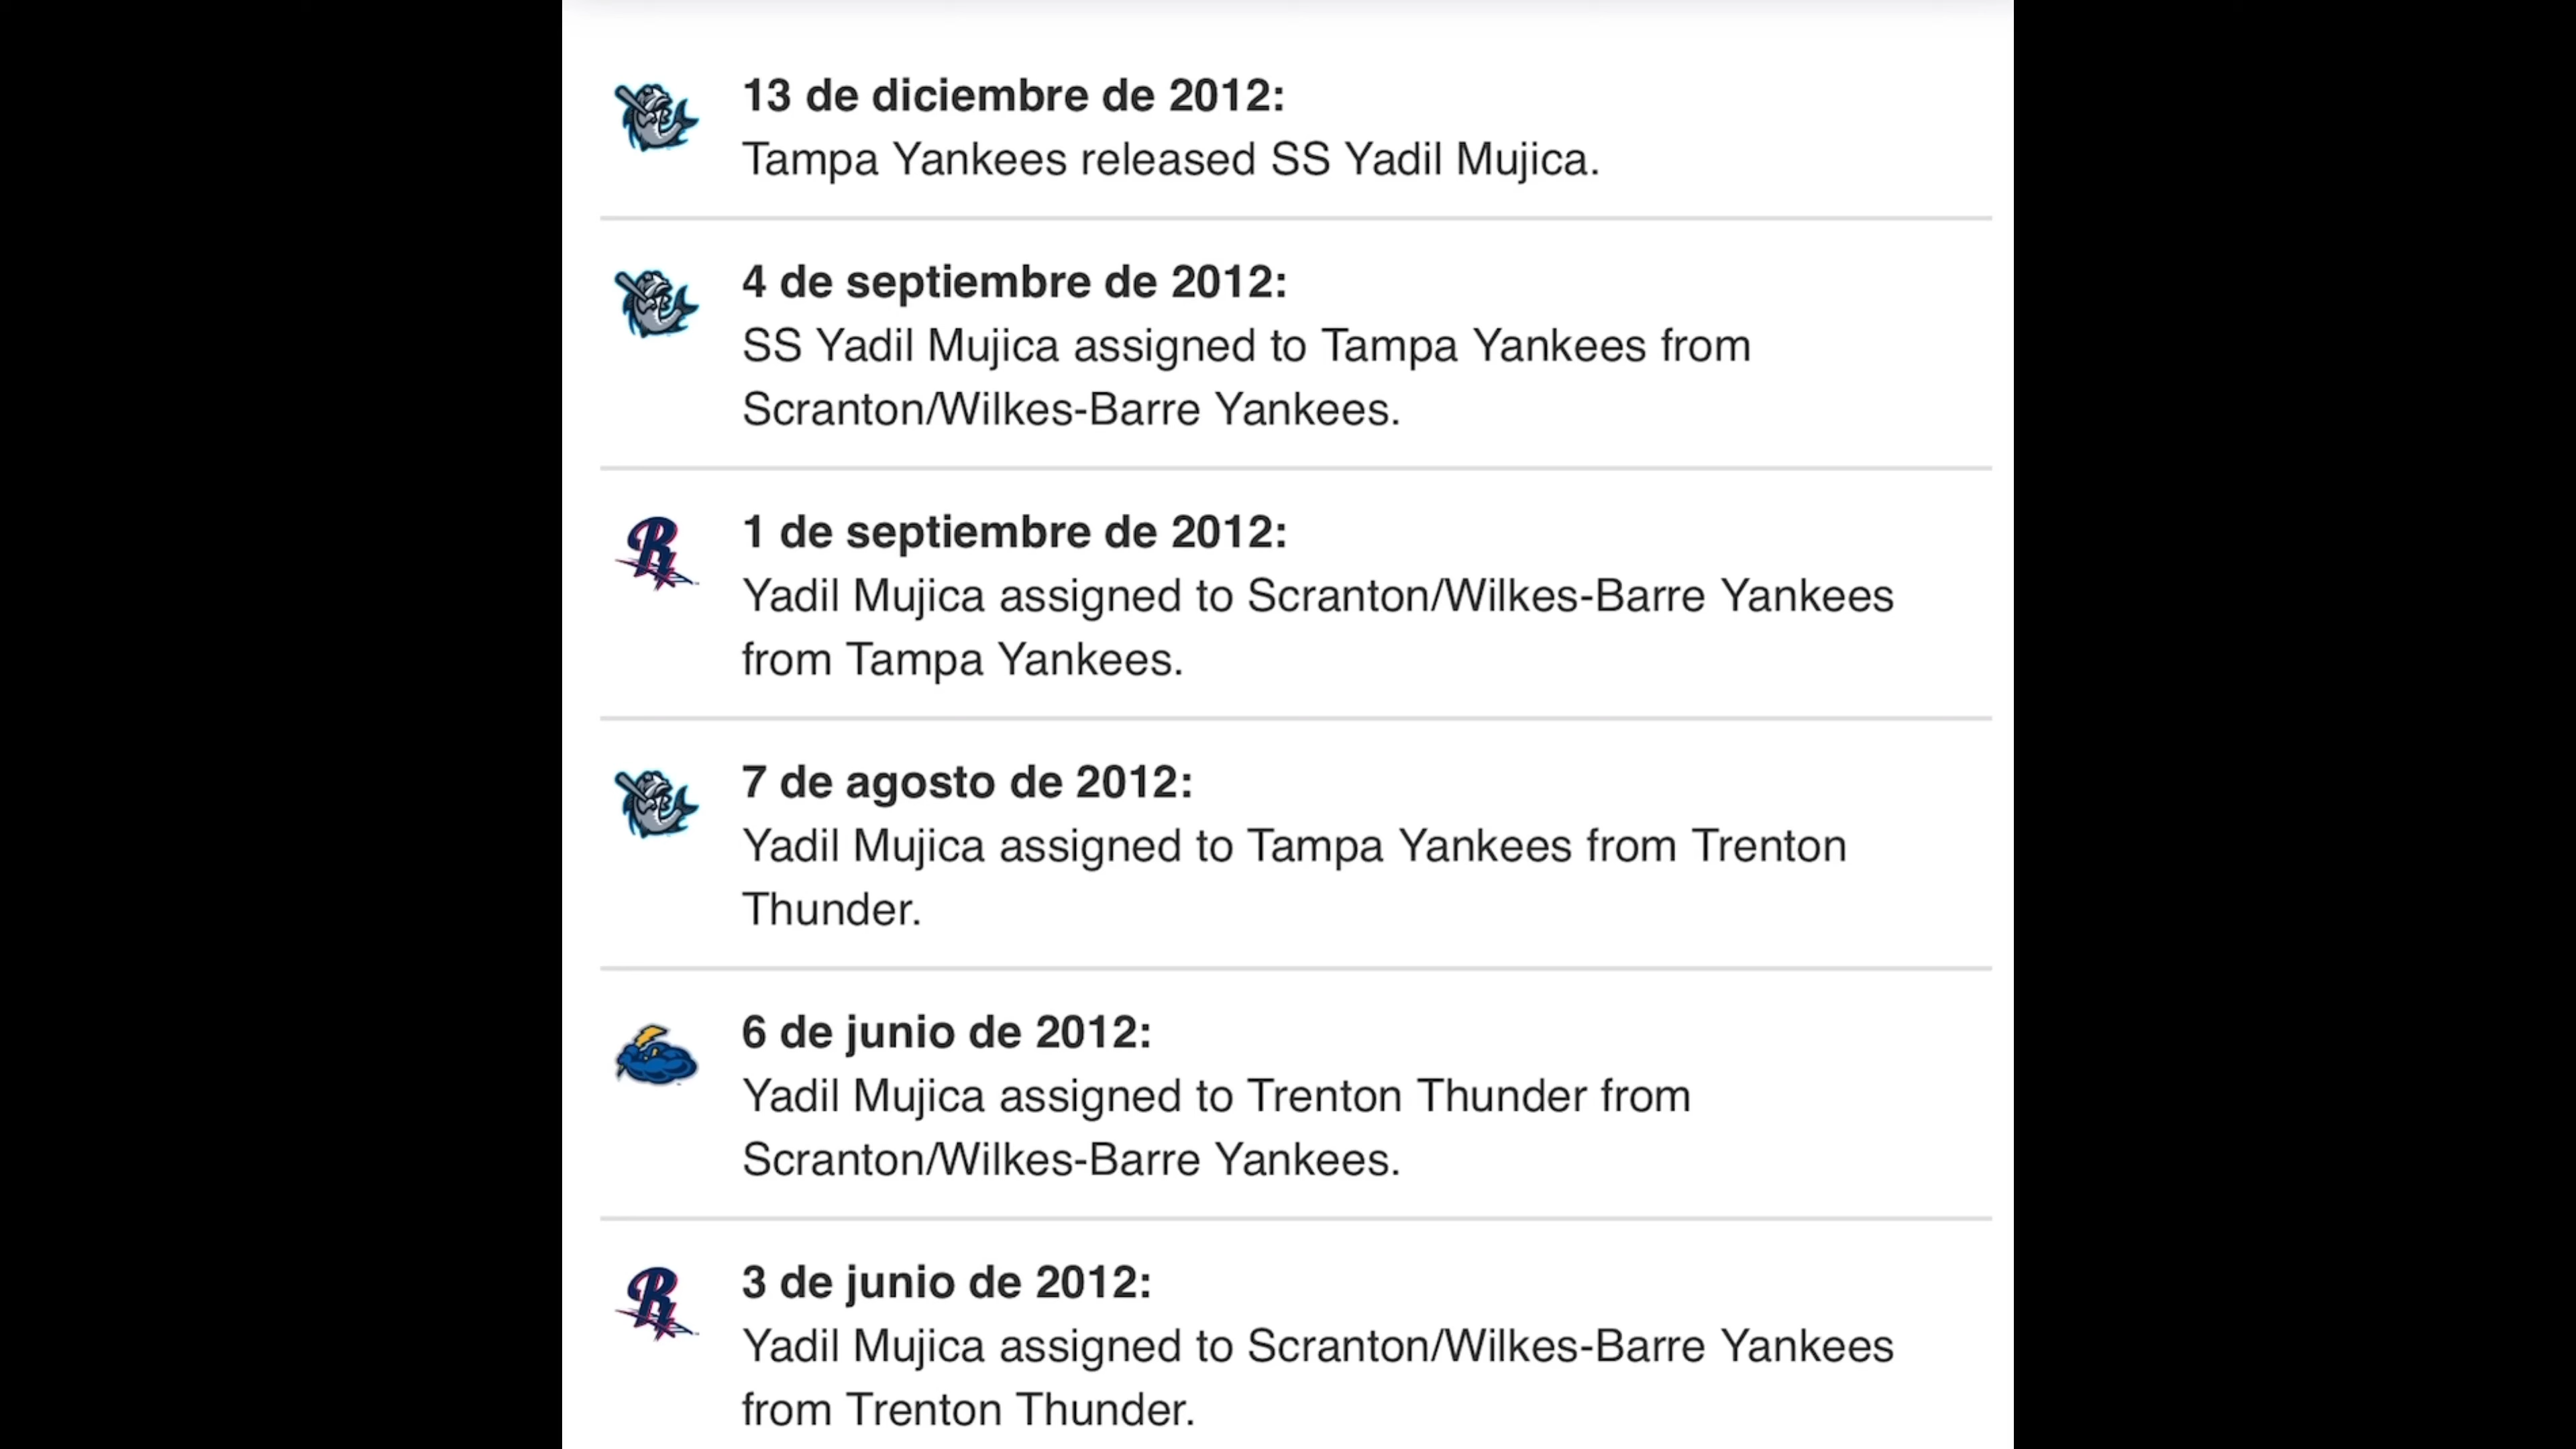 13 de diciembre de 2012:
Tampa Yankees released SS Yadil Mujica.
4 de septiembre de 2012:
SS Yadil Mujica assigned to Tampa Yankees from
Scranton/Wilkes-Barre Yankees.
1 de septiembre de 2012:
Yadil Mujica assigned to Scranton/Wilkes-Barre Yankees
from Tampa Yankees.
7 de agosto de 2012:
Yadil Mujica assigned to Tampa Yankees from Trenton
Thunder.
6 de junio de 2012:
Yadil Mujica assigned to Trenton Thunder from
Scranton/Wilkes-Barre Yankees.
3 de junio de 2012:
Yadil Mujica assigned to Scranton/Wilkes-Barre Yankees
from Trenton Thunder.